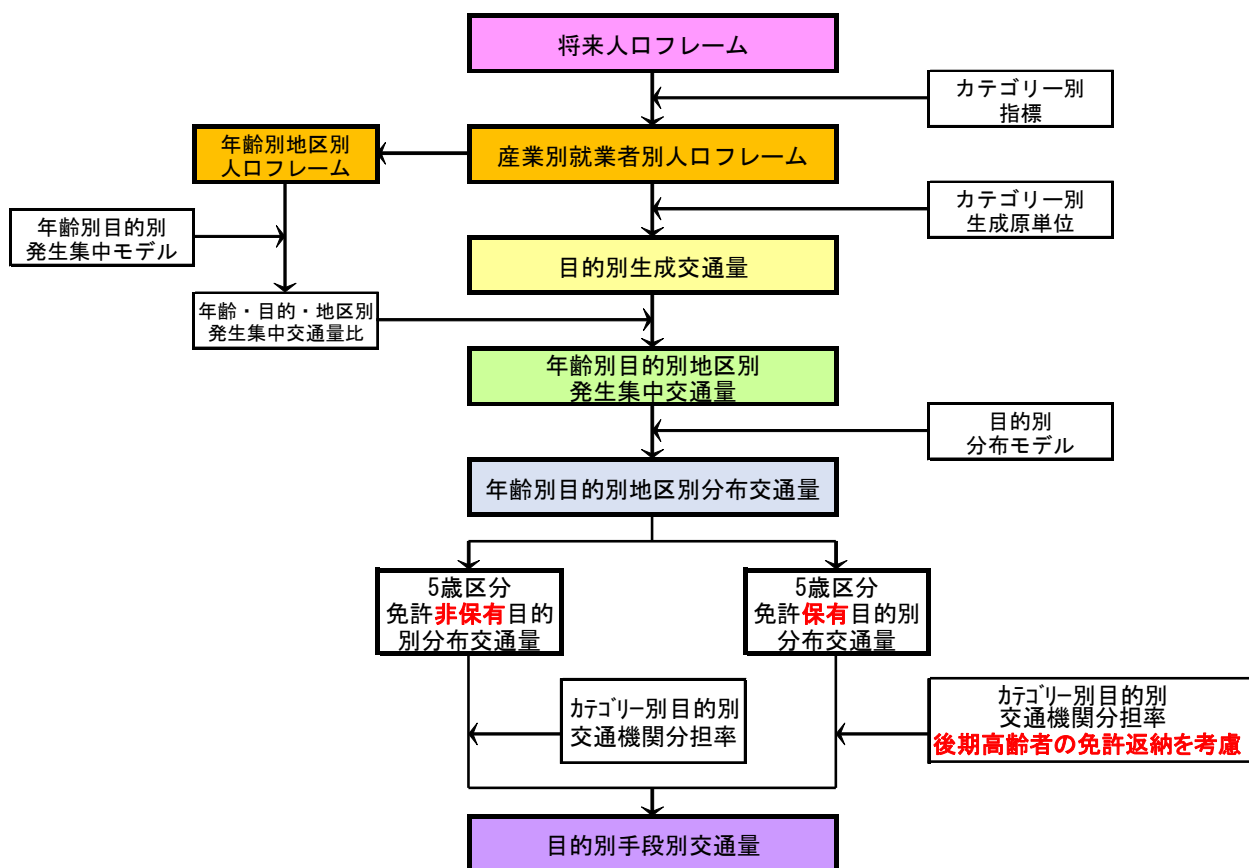 将来人口フレーム
カテゴリー別
指標
年齢別地区別
人口フレーム
産業別就業者別人口フレーム
カテゴリー別
生成原単位
年齢別目的別
発生集中モデル
目的別生成交通量
年齢・目的・地区別
発生集中交通量比
年齢別目的別地区別
発生集中交通量
目的別
分布モデル
年齢別目的別地区別分布交通量
5歳区分
免許非保有目的
別分布交通量
5歳区分
免許保有目的別
分布交通量
ｶﾃｺﾞﾘｰ別目的別
交通機関分担率
ｶﾃｺﾞﾘｰ別目的別
交通機関分担率
後期高齢者の免許返納を考慮
目的別手段別交通量